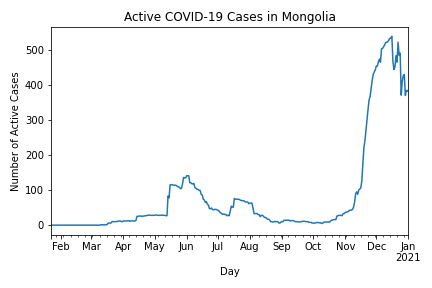 Active COVID-19 Cases in Mongolia
Number of Active Cases
500
400
300
200
100
0
Feb Mar Apr May Jun Jul Aug Sep Oct Nov Dec Jan
2021
Day